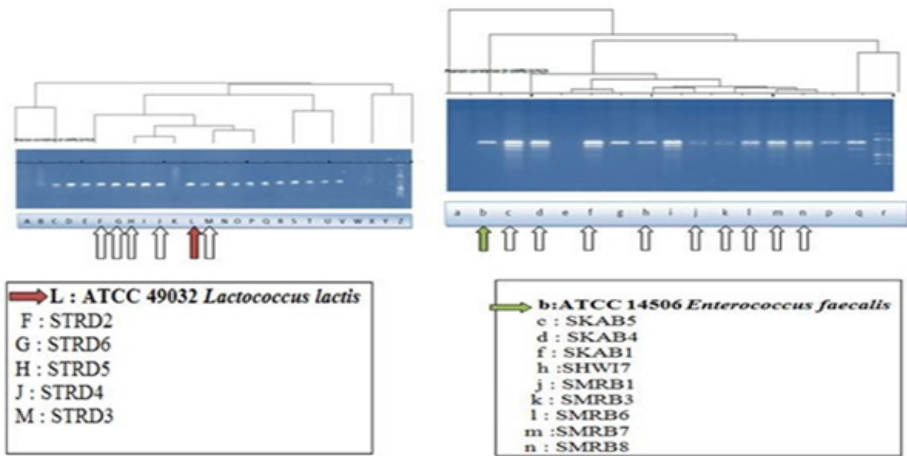 A B C D E F G H I J K L M N O P Q R S T U V W X Y Z
a b c d e f g h i j k l m n p q r
L : ATCC 49032 Lactococcus lactis
F : STRD2
G : STRD6
H : STRD5
J : STRD4
M : STRD3
b:ATCC 14506 Enterococcus faecalis
c : SKAB5
d : SKAB4
f : SKAB1
h : SHWI7
j : SMRB1
k : SMRB3
l : SMRB6
m :SMRB7
n : SMRB8